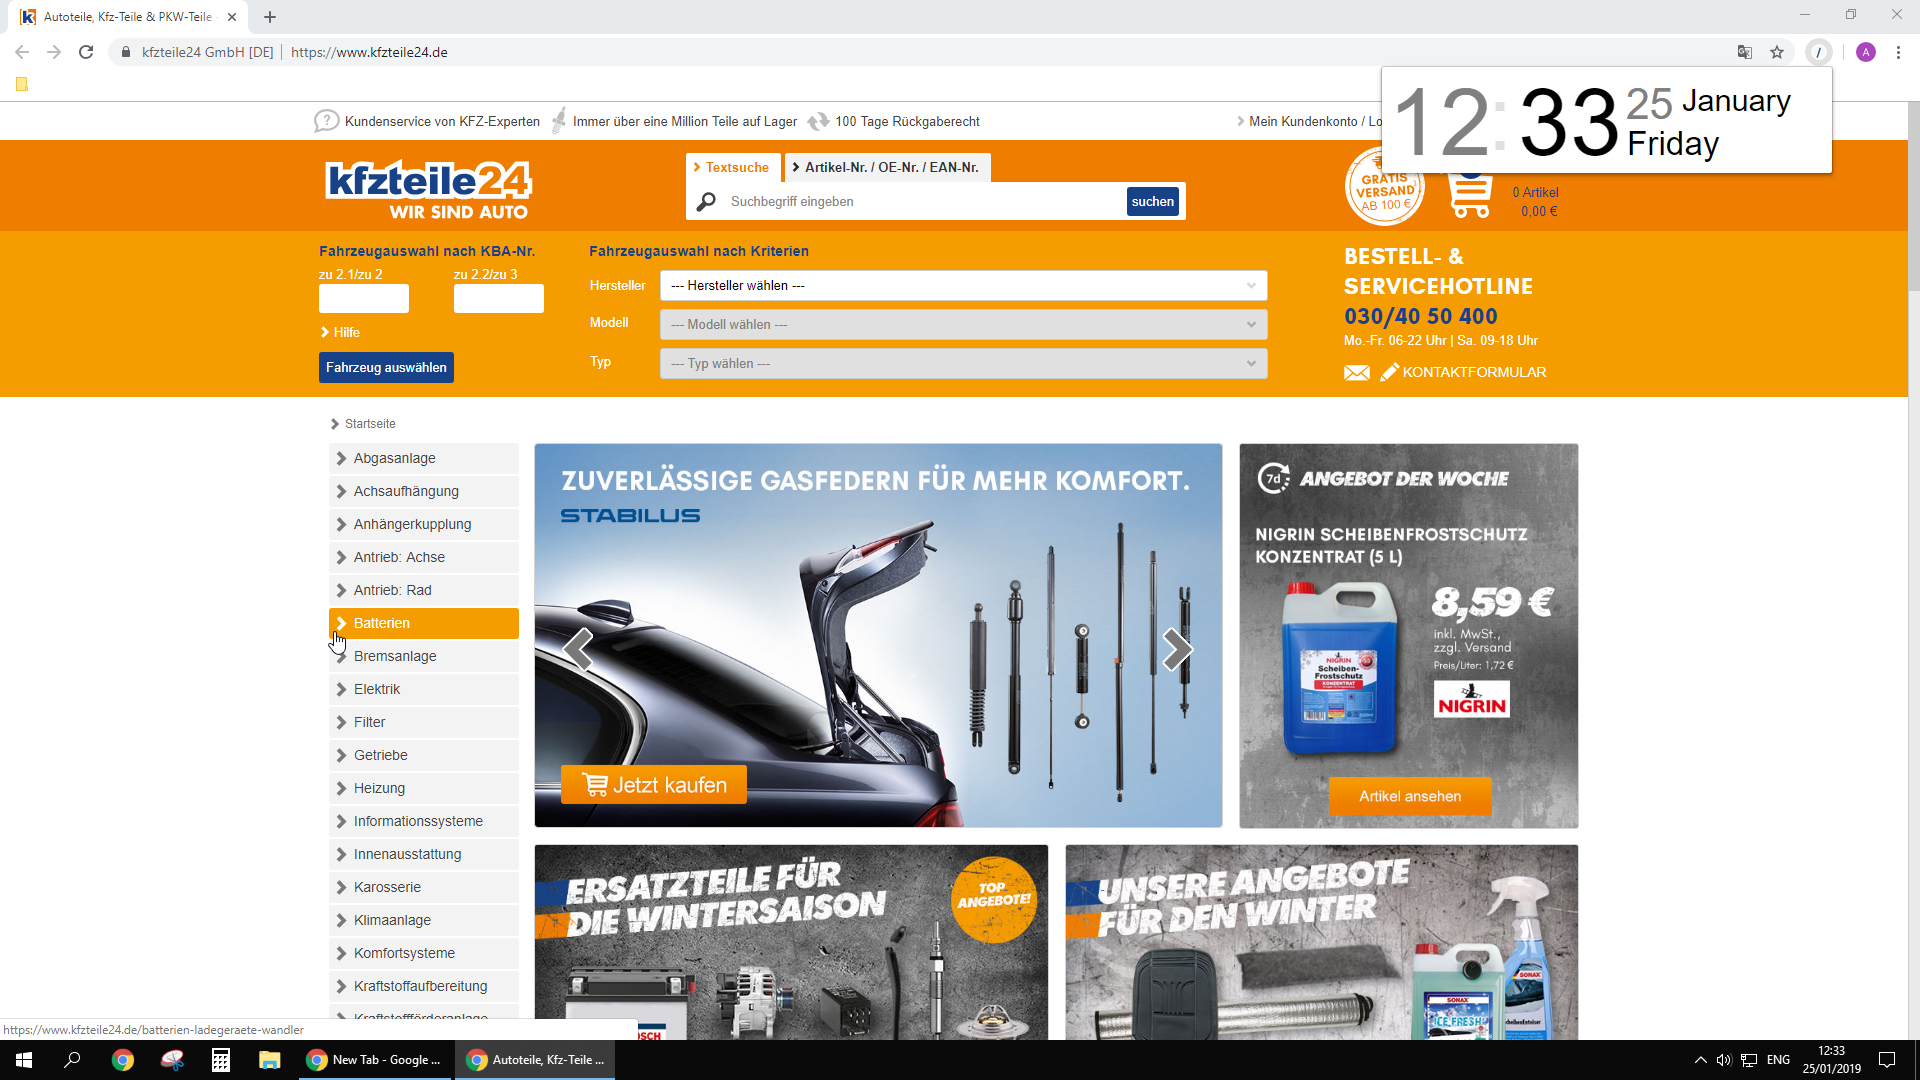 Autoteile, Kfz-Teile & PKW-Teile
kfzteile24 GmbH [DE] | https://www.kfzteile24.de
A
12:33 25 January
Friday
Kundenservice von KFZ-Experten
Immer über eine Million Teile auf Lager
100 Tage Rückgaberecht
Mein Kundenkonto / Lo
kfzteile24
WIR SIND AUTO
Textsuche
Artikel-Nr. / OE-Nr. / EAN-Nr.
Suchbegriff eingeben
suchen
GRATIS
VERSAND
AB 100 €
0 Artikel
0,00 €
Fahrzeugauswahl nach KBA-Nr.
zu 2.1/zu 2
zu 2.2/zu 3
Hilfe
Fahrzeug auswählen
Fahrzeugauswahl nach Kriterien
Hersteller
--- Hersteller wählen ---
Modell
--- Modell wählen ---
Typ
--- Typ wählen ---
BESTELL- &
SERVICEHOTLINE
030/40 50 400
Mo.-Fr. 06-22 Uhr | Sa. 09-18 Uhr
KONTAKTFORMULAR
Startseite
Abgasanlage
Achsaufhängung
Anhängerkupplung
Antrieb: Achse
Antrieb: Rad
Batterien
Bremsanlage
Elektrik
Filter
Getriebe
Heizung
Informationssysteme
Innenausstattung
Karosserie
Klimaanlage
Komfortsysteme
Kraftstoffaufbereitung
Kraftstoffförderanlage
ZUVERLÄSSIGE GASFEDERN FÜR MEHR KOMFORT.
STABILUS
Jetzt kaufen
7d
ANGEBOT DER WOCHE
NIGRIN SCHEIBENFROSTSCHUTZ
KONZENTRAT (5 L)
8,59 €
inkl. MwSt.,
zzgl. Versand
Preis/Liter: 1,72 €
NIGRIN
Scheiben-
Frostschutz
KONZENTRAT
NIGRIN
Artikel ansehen
ERSATZTEILE FÜR
DIE WINTERSAISON
TOP
ANGEBOTE!
UNSERE ANGEBOTE
FÜR DEN WINTER
SONAX
ICE FRESH
SONAX
ScheibenEnteiser
https://www.kfzteile24.de/batterien-ladegeraete-wandler
New Tab - Google ...
Autoteile, Kfz-Teile ...
ENG
12:33
25/01/2019